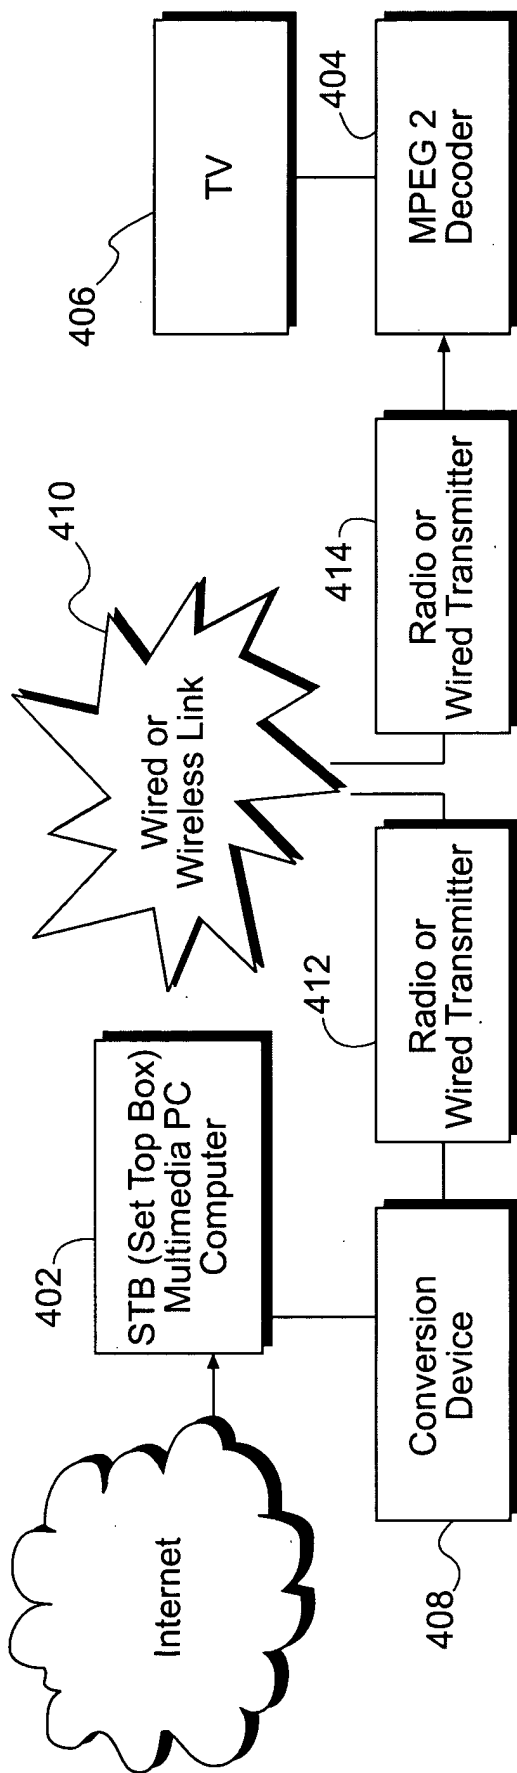 Internet
402
STB (Set Top Box)
Multimedia PC
Computer
408
Conversion
Device
412
Radio or
Wired Transmitter
410
Wired or
Wireless Link
414
Radio or
Wired Transmitter
406
TV
404
MPEG 2
Decoder